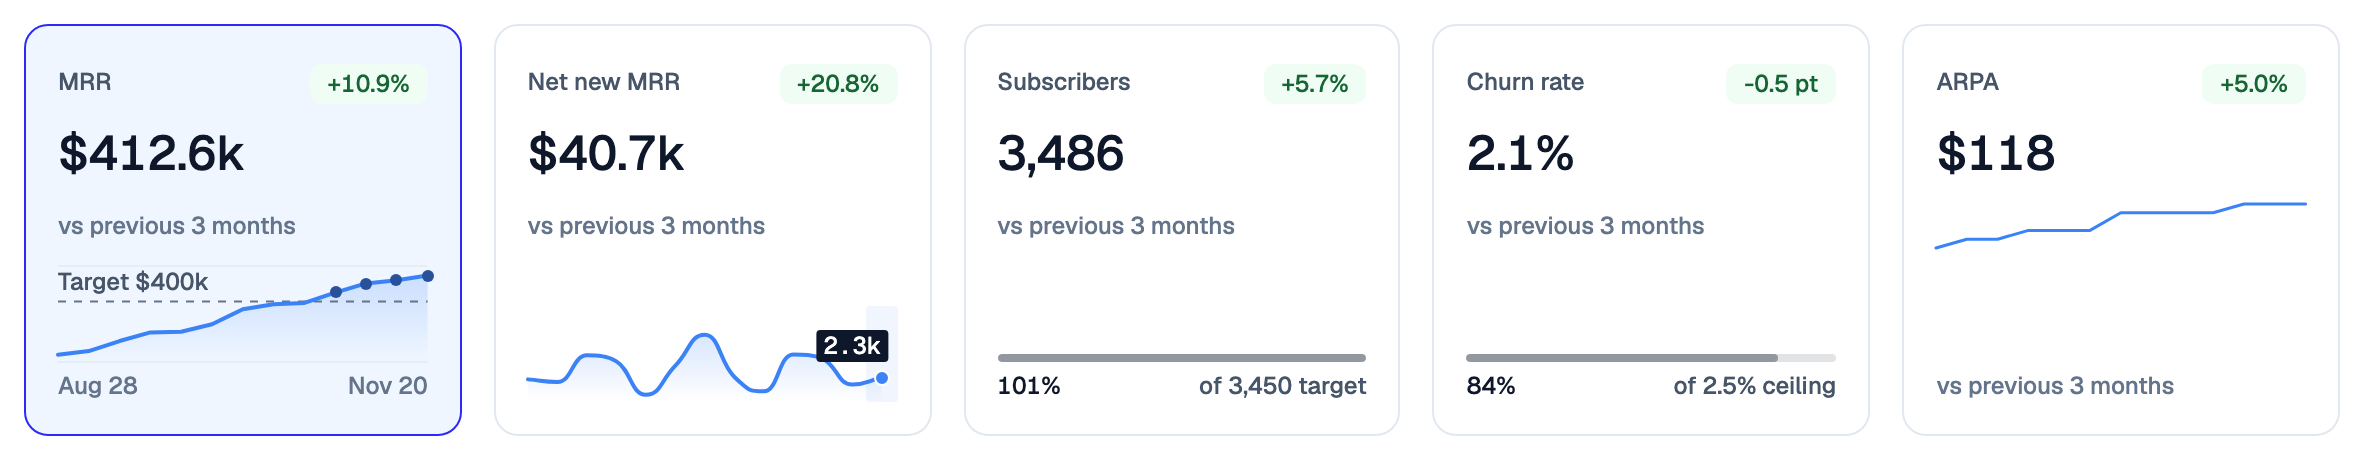 MRR
+10.9%
$412.6k
vs previous 3 months
Target $400k
Aug 28
Nov 20
Net new MRR
+20.8%
$40.7k
vs previous 3 months
2.3k
Subscribers
+5.7%
3,486
vs previous 3 months
101%
of 3,450 target
Churn rate
-0.5 pt
2.1%
vs previous 3 months
84%
of 2.5% ceiling
ARPA
+5.0%
$118
vs previous 3 months